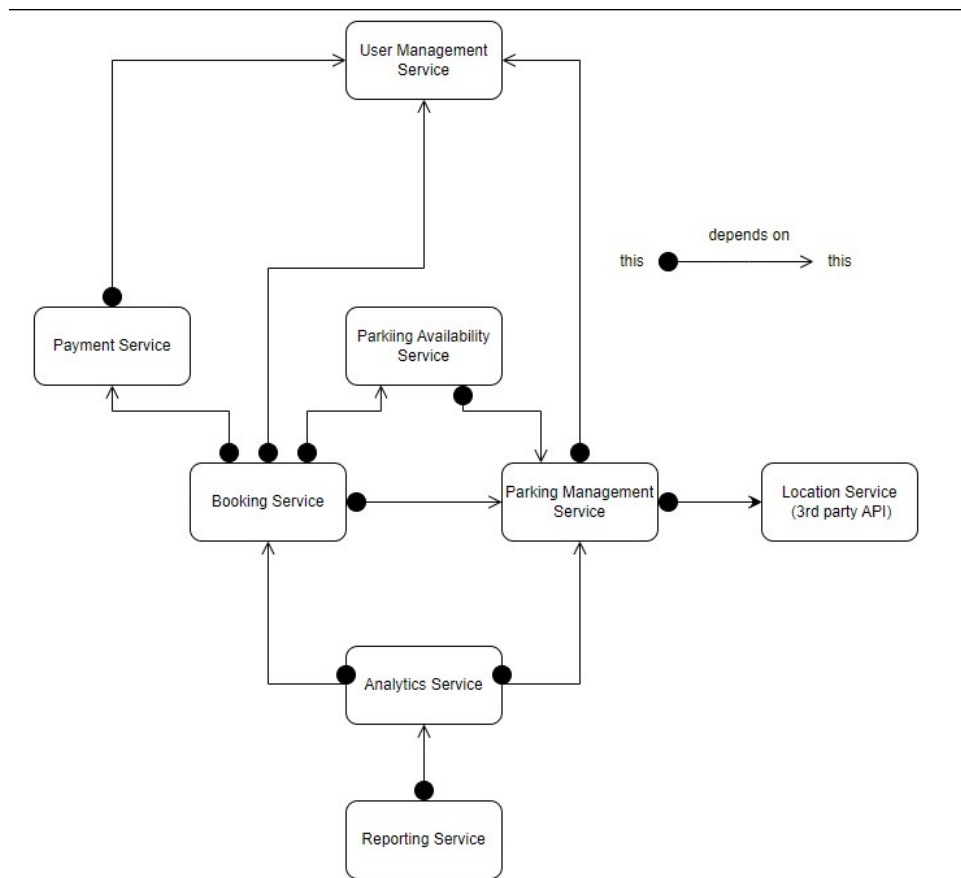 User Management
Service
depends on
this
this
Payment Service
Parkiing Availability
Service
Booking Service
Parking Management
Service
Location Service
(3rd party API)
Analytics Service
Reporting Service